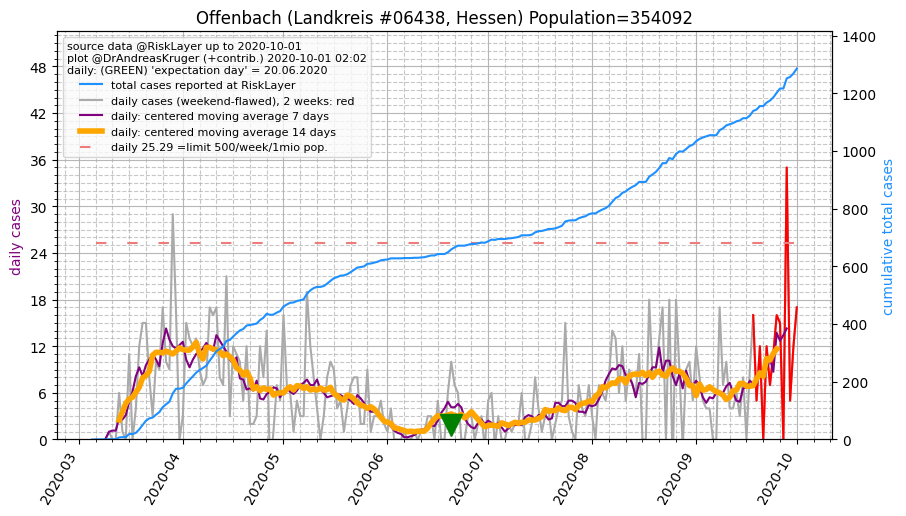 Offenbach (Landkreis #06438, Hessen) Population=354092
source data @RiskLayer up to 2020-10-01
plot @DrAndreasKruger (+contrib.) 2020-10-01 02:02
daily: (GREEN) 'expectation day' = 20.06.2020
total cases reported at RiskLayer
daily cases (weekend-flawed), 2 weeks: red
daily: centered moving average 7 days
daily: centered moving average 14 days
daily 25.29 =limit 500/week/1mio pop.
daily cases
48
42
36
30
24
18
12
6
0
1400
1200
1000
800
600
400
200
0
cumulative total cases
2020-03
2020-04
2020-05
2020-06
2020-07
2020-08
2020-09
2020-10